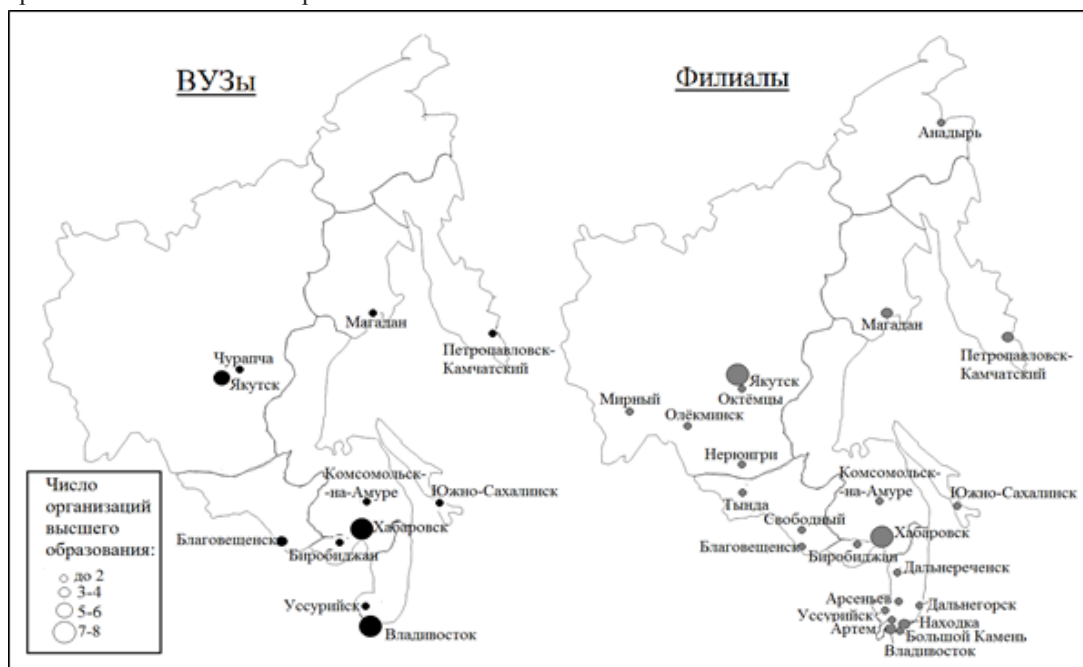 ВУЗы
Магадан
Петропавловск-
Камчатский
Чурапча
Якутск
Комсомольск-
-на-Амуре
Южно-Сахалинск
Хабаровск
Благовещенск
Биробиджан
Уссурийск
Владивосток
Число
организаций
высшего
образования:
до 2
3-4
5-6
7-8
Филиалы
Анадырь
Магадан
Петропавловск-
Камчатский
Якутск
Октёмцы
Мирный
Олёкминск
Нерюнгри
Комсомольск-
-на-Амуре
Южно-Сахалинск
Тында
Свободный
Хабаровск
Благовещенск
Биробиджан
Дальнереченск
Арсеньев
Дальнегорск
Уссурийск
Находка
Артем
Большой Камень
Владивосток